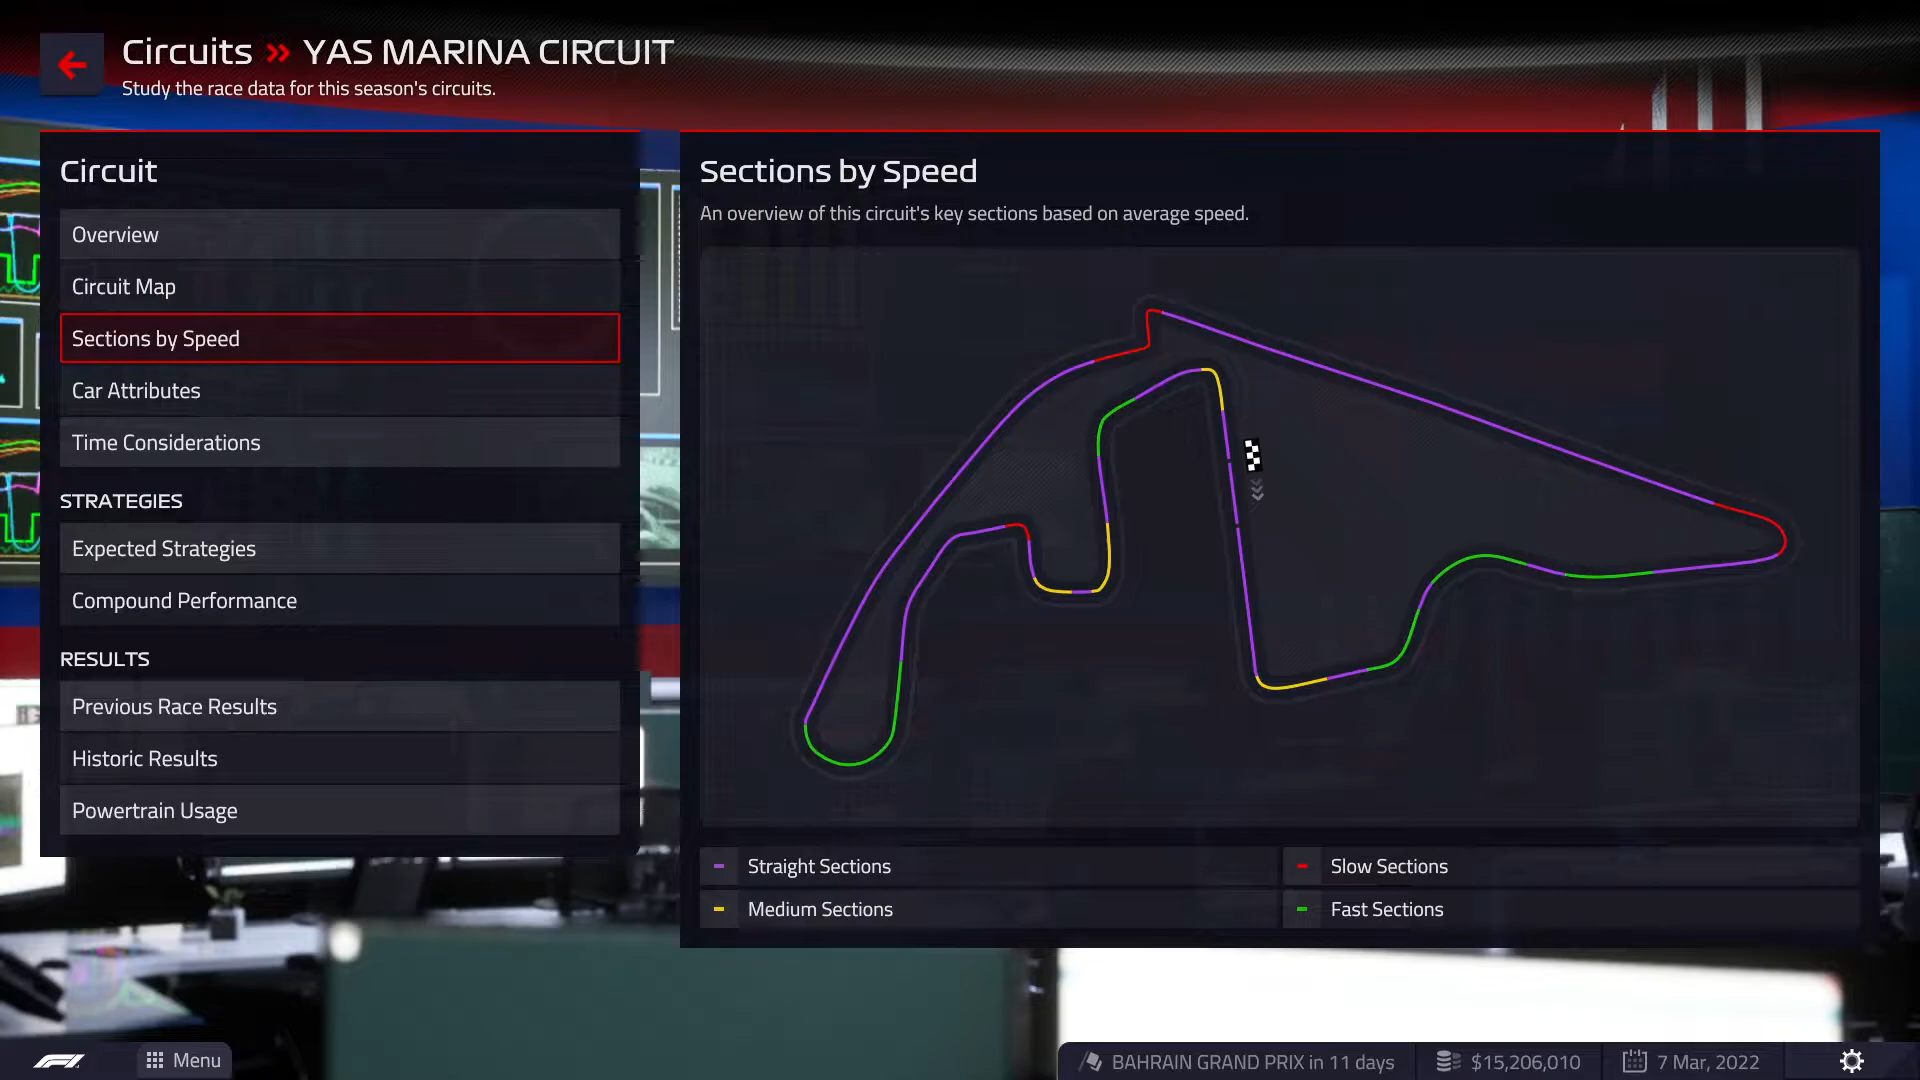 Circuits » YAS MARINA CIRCUIT
Study the race data for this season's circuits.
Circuit
Overview
Circuit Map
Sections by Speed
Car Attributes
Time Considerations
STRATEGIES
Expected Strategies
Compound Performance
RESULTS
Previous Race Results
Historic Results
Powertrain Usage
Sections by Speed
An overview of this circuit's key sections based on average speed.
Straight Sections
Slow Sections
Medium Sections
Fast Sections
F1
Menu
BAHRAIN GRAND PRIX in 11 days
$15,206,010
7 Mar, 2022